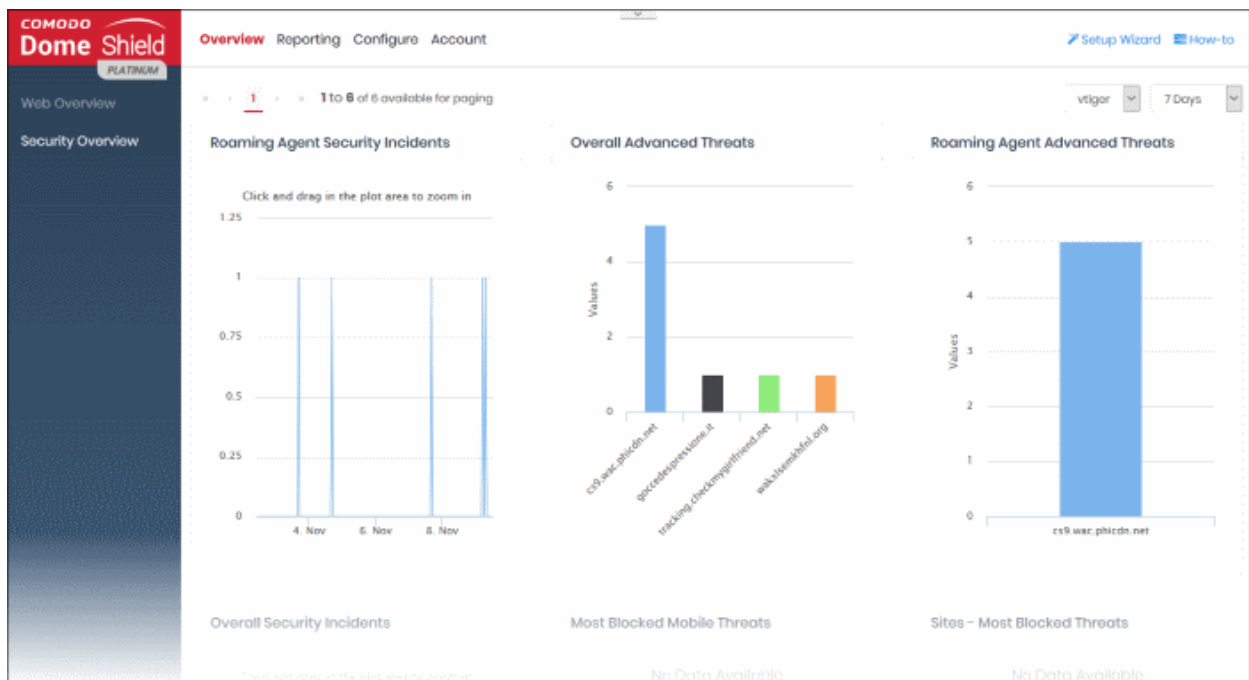 COMODO
Dome Shield
PLATINUM
Overview Reporting Configure Account
Setup Wizard How-to
Web Overview
Security Overview
1 1 to 6 of 6 available for paging
vtiger 7 Days
Roaming Agent Security Incidents
Click and drag in the plot area to zoom in
1.25
1
0.75
0.5
0.25
0
4. Nov 6. Nov 8. Nov
Overall Advanced Threats
Values
6
4
2
0
cs9.wac.phicdn.net
goccedespressione.it
tracking.checkmygirlfriend.net
Roaming Agent Advanced Threats
Values
6
5
4
3
2
1
0
cs9.wac.phicdn.net
Overall Security Incidents
Most Blocked Mobile Threats
No Data Available
Sites - Most Blocked Threats
No Data Available